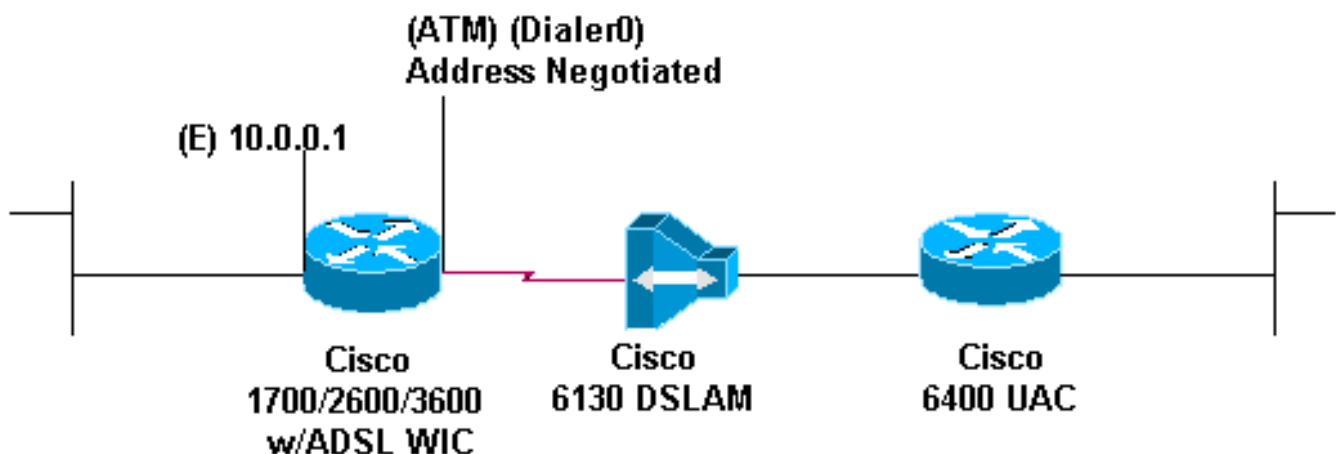 (ATM) (Dialer0)
Address Negotiated
(E) 10.0.0.1
Cisco
1700/2600/3600
w/ADSL WIC
Cisco
6130 DSLAM
Cisco
6400 UAC